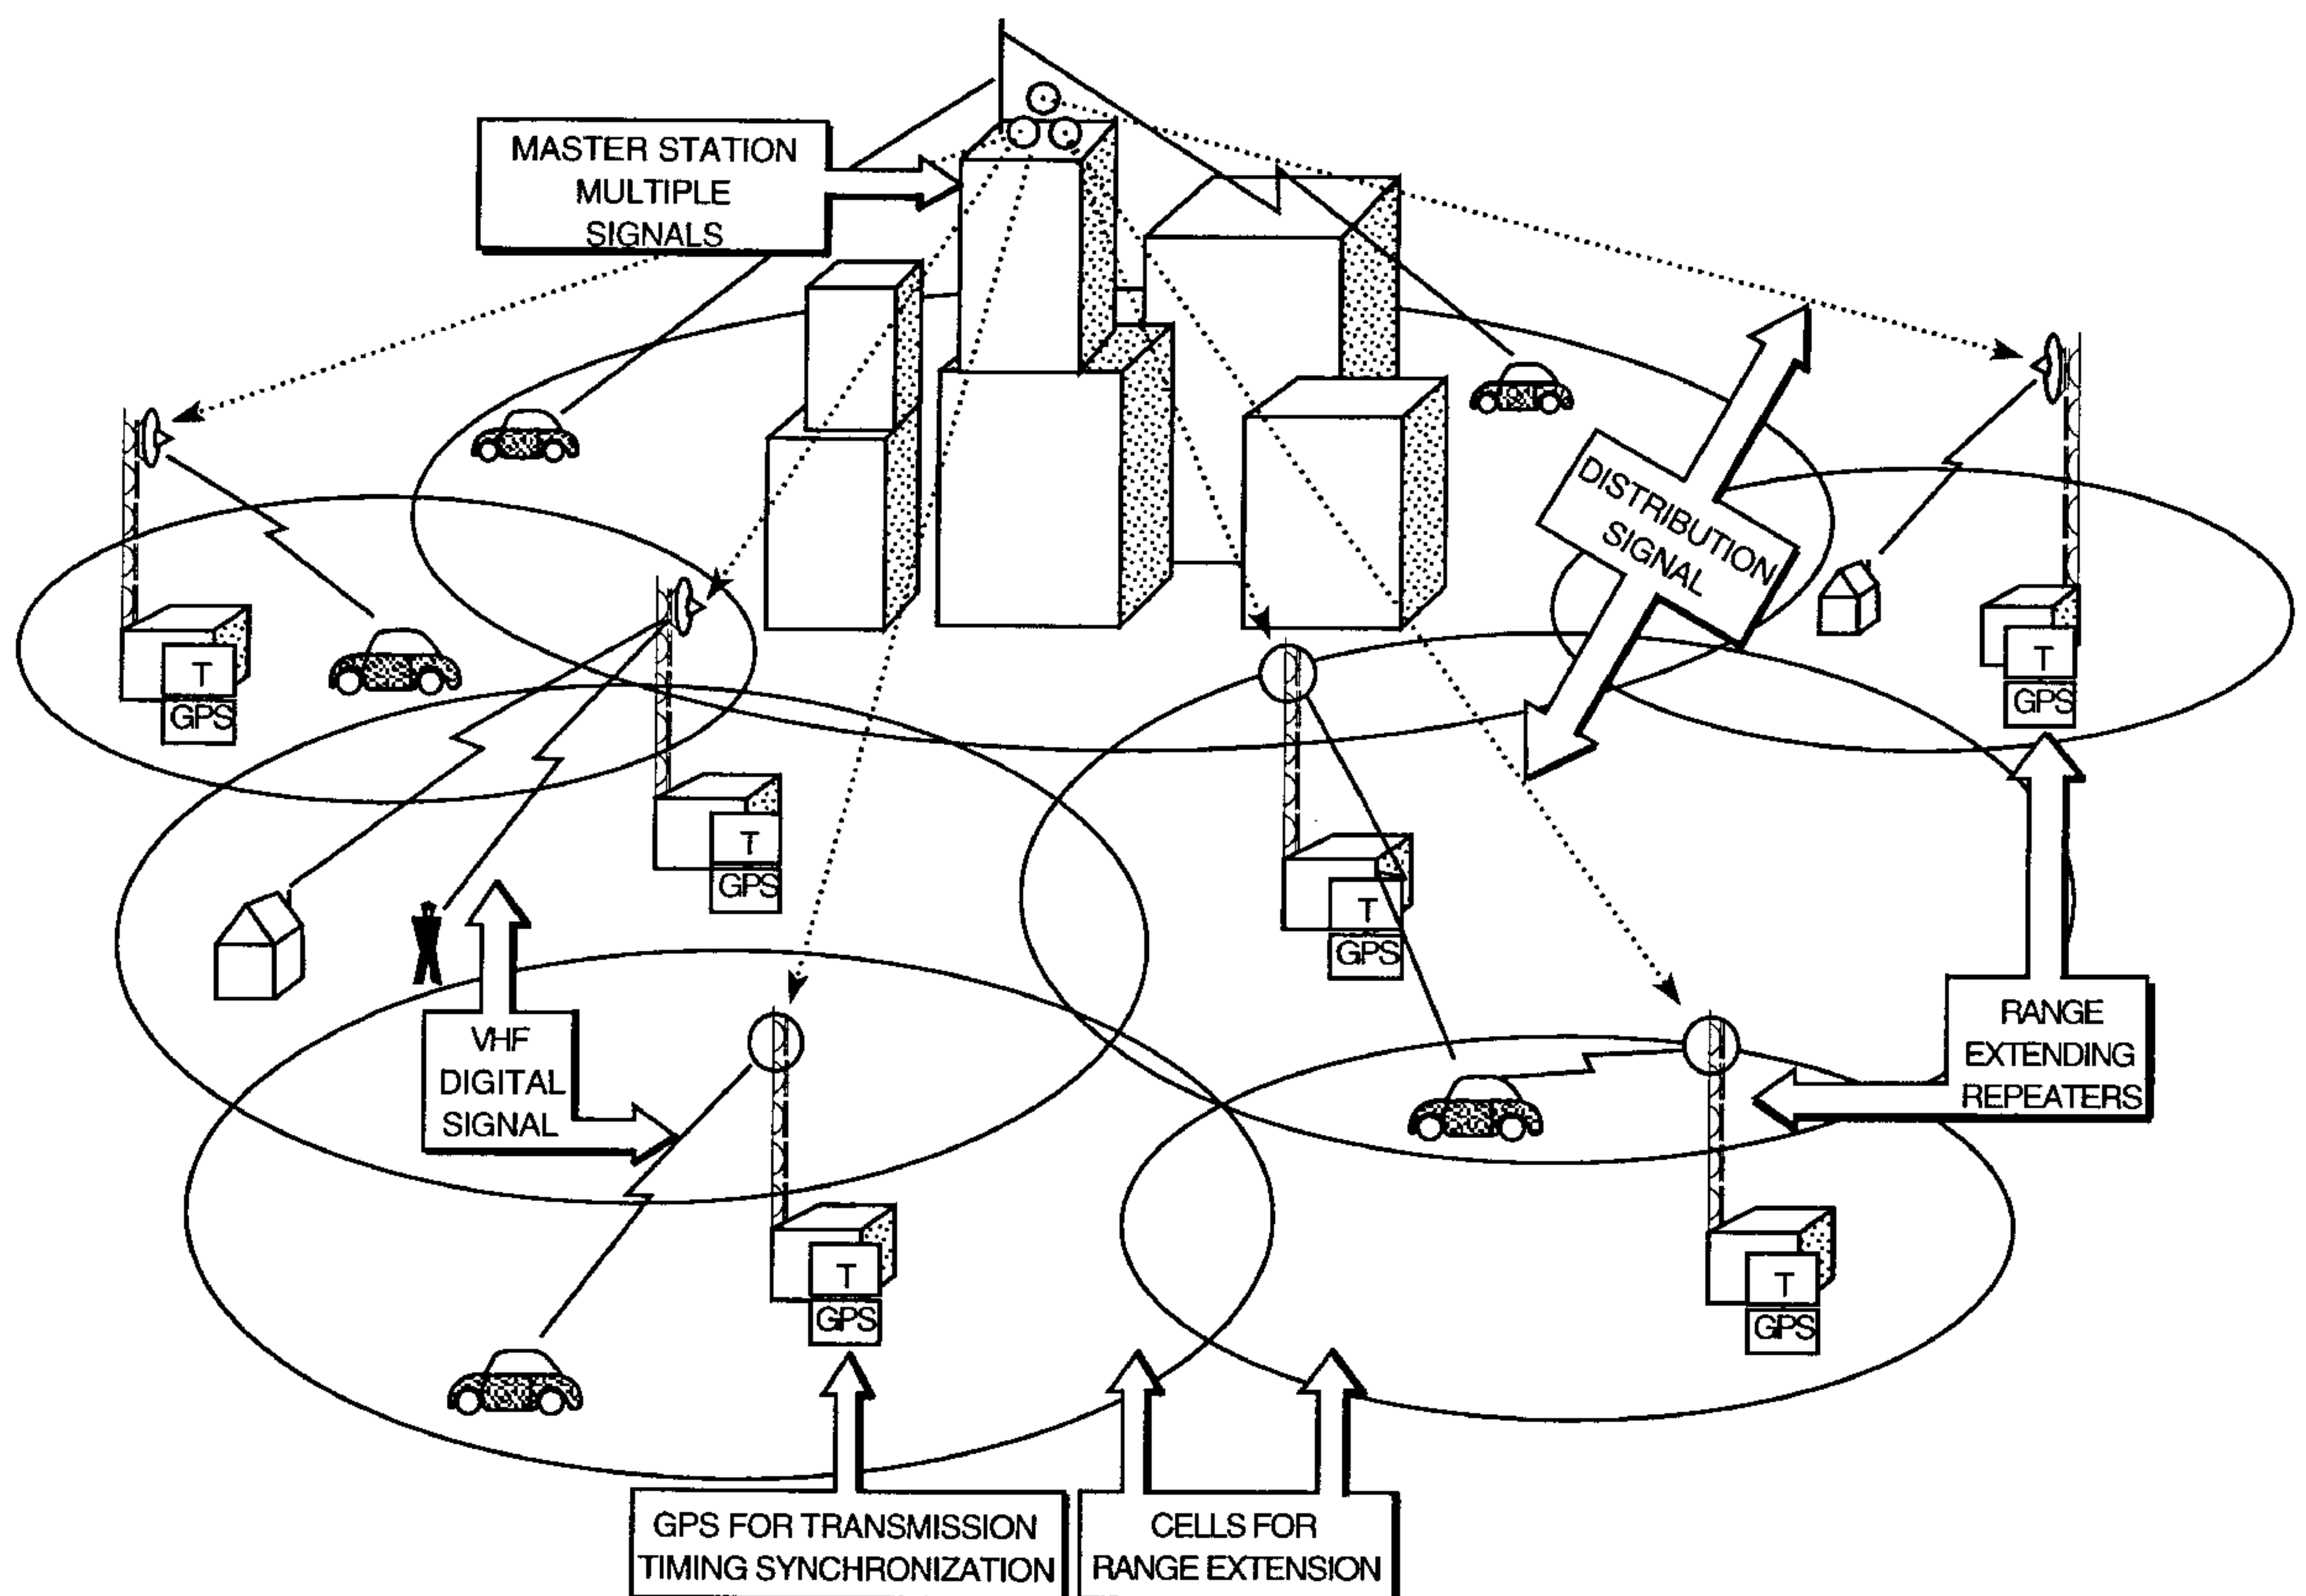 MASTER STATION
MULTIPLE
SIGNALS
DISTRIBUTION
SIGNAL
T
GPS
T
GPS
T
GPS
T
GPS
VHF
DIGITAL
SIGNAL
RANGE
EXTENDING
REPEATERS
T
GPS
T
GPS
GPS FOR TRANSMISSION
TIMING SYNCHRONIZATION
CELLS FOR
RANGE EXTENSION